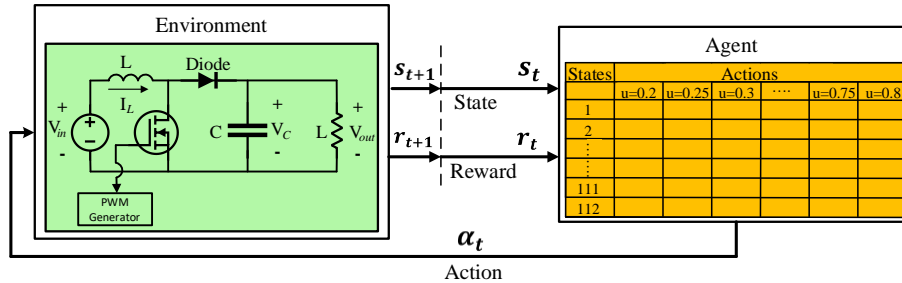 Environment
L
Diode
+
I_L
+
+
V_in
C
V_C
L
V_out
-
-
-
PWM
Generator
s_{t+1}
s_t
State
r_{t+1}
r_t
Reward
Agent
States
Actions
u=0.2 u=0.25 u=0.3 ···· u=0.75 u=0.8
1
2
⋮
⋮
111
112
α_t
Action